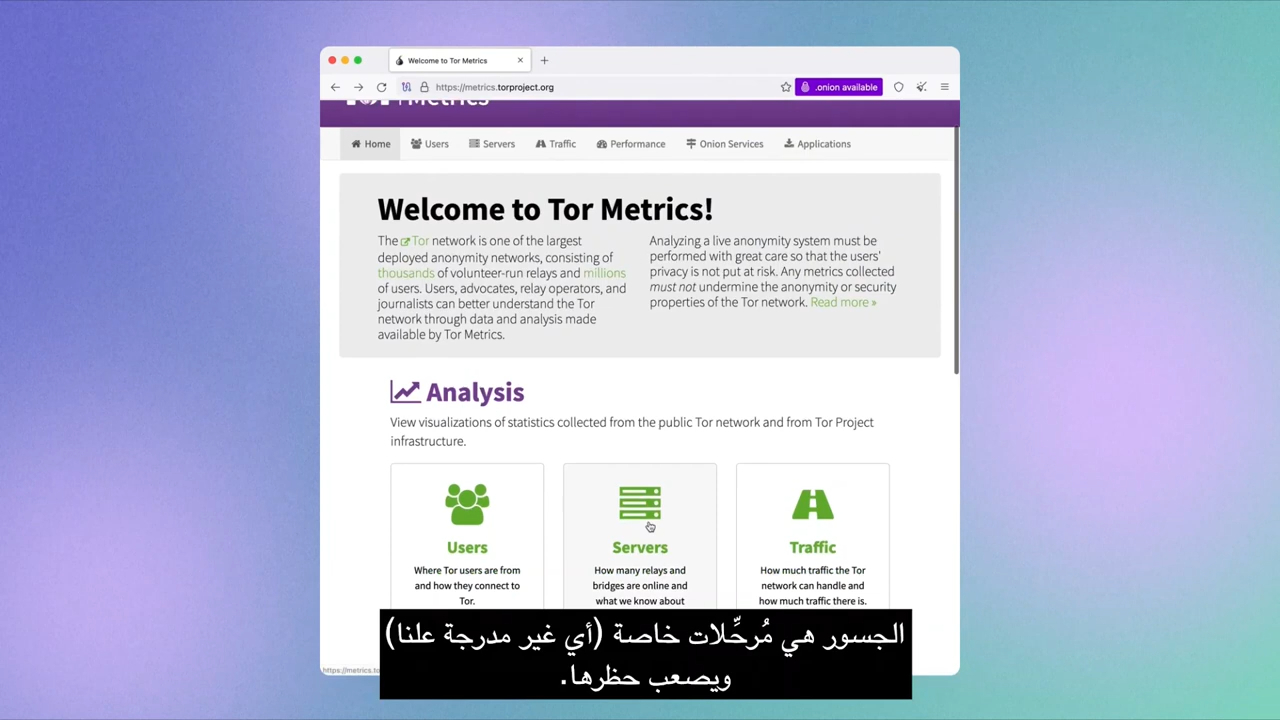 Welcome to Tor Metrics
https://metrics.torproject.org
.onion available
Metrics
Home
Users
Servers
Traffic
Performance
Onion Services
Applications
Welcome to Tor Metrics!
The Tor network is one of the largest
deployed anonymity networks, consisting of
thousands of volunteer-run relays and millions
of users. Users, advocates, relay operators, and
journalists can better understand the Tor
network through data and analysis made
available by Tor Metrics.
Analyzing a live anonymity system must be
performed with great care so that the users'
privacy is not put at risk. Any metrics collected
must not undermine the anonymity or security
properties of the Tor network. Read more »
Analysis
View visualizations of statistics collected from the public Tor network and from Tor Project
infrastructure.
Users
Where Tor users are from
and how they connect to
Tor.
Servers
How many relays and
bridges are online and
what we know about
Traffic
How much traffic the Tor
network can handle and
how much traffic there is.
الجسور هي مُرحِّلات خاصة (أي غير مدرجة علنا)
ويصعب حظرها.
https://metrics.to